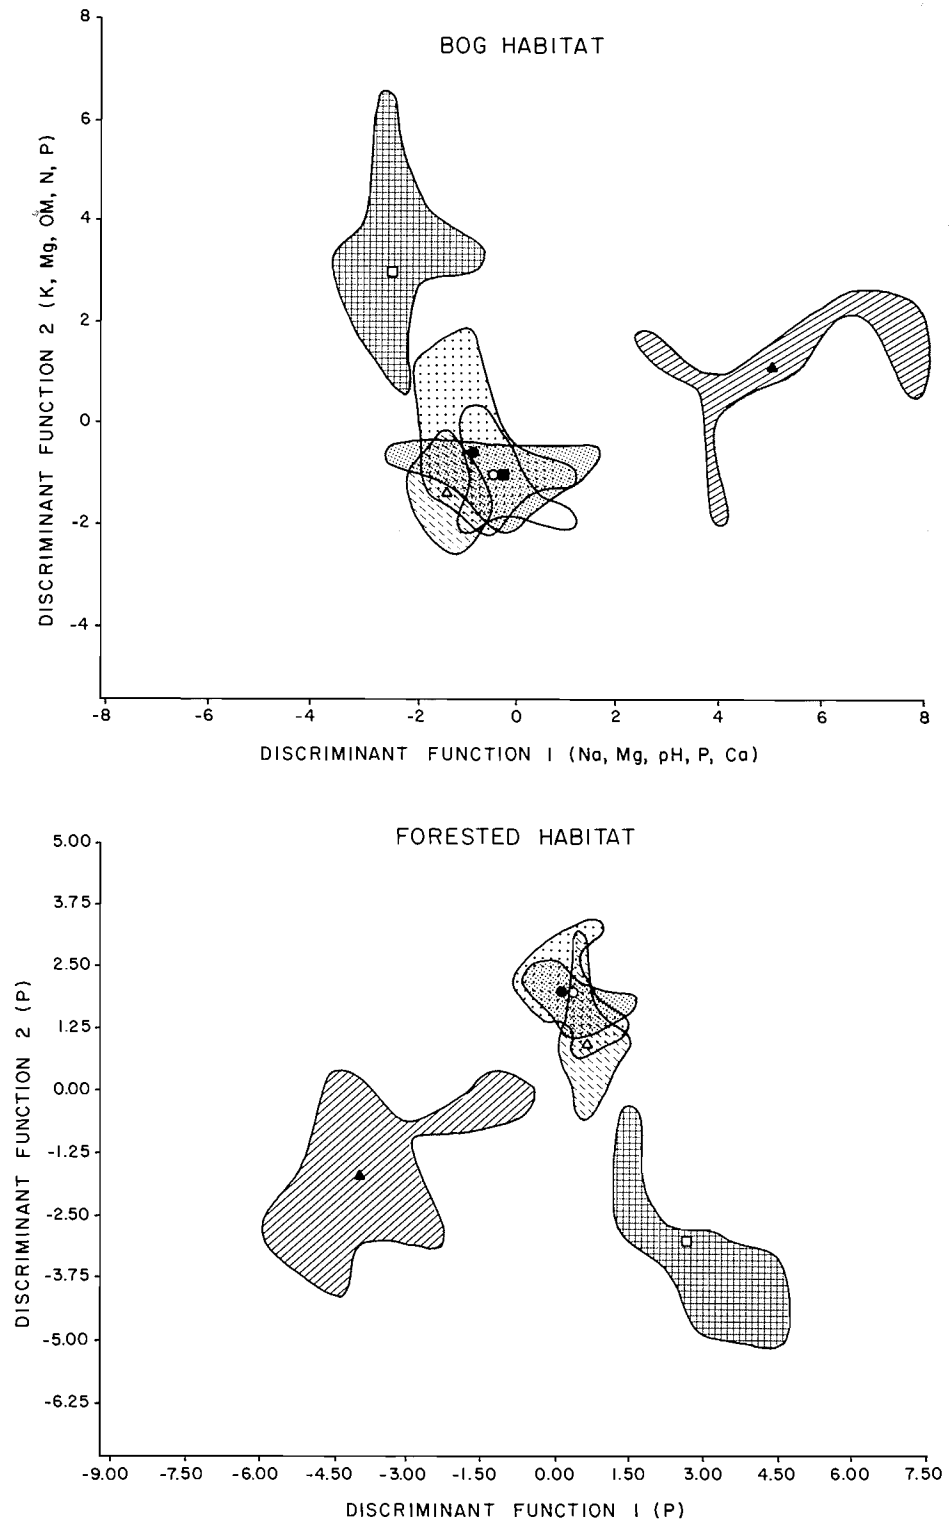 BOG HABITAT
8
6
4
2
0
-2
-4
DISCRIMINANT FUNCTION 2 (K, Mg, OM, N, P)
-8 -6 -4 -2 0 2 4 6 8
DISCRIMINANT FUNCTION I (Na, Mg, pH, P, Ca)
FORESTED HABITAT
5.00
3.75
2.50
1.25
0.00
-1.25
-2.50
-3.75
-5.00
-6.25
DISCRIMINANT FUNCTION 2 (P)
-9.00 -7.50 -6.00 -4.50 -3.00 -1.50 0.00 1.50 3.00 4.50 6.00 7.50
DISCRIMINANT FUNCTION I (P)